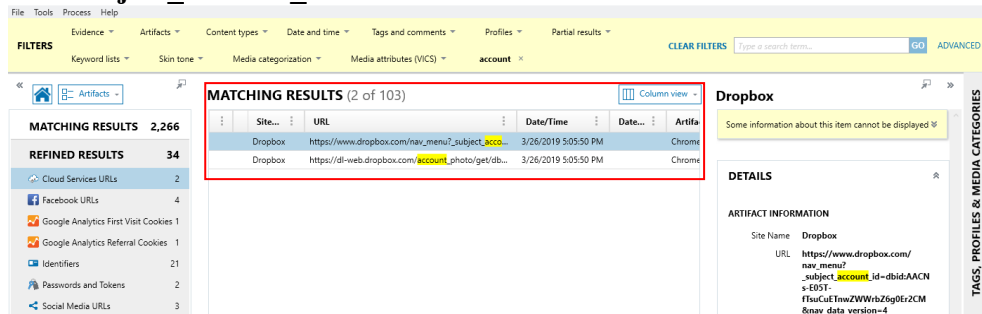 File Tools Process Help
FILTERS
Evidence Artifacts Content types Date and time Tags and comments Profiles Partial results
Keyword lists Skin tone Media categorization Media attributes (VICS) account ×
CLEAR FILTERS Type a search term... GO ADVANCED
« Artifacts
MATCHING RESULTS 2,266
REFINED RESULTS 34
Cloud Services URLs 2
Facebook URLs 4
Google Analytics First Visit Cookies 1
Google Analytics Referral Cookies 1
Identifiers 21
Passwords and Tokens 2
Social Media URLs 3
MATCHING RESULTS (2 of 103) Column view
Site... URL Date/Time Date... Artifa
Dropbox https://www.dropbox.com/nav_menu?_subject_acco... 3/26/2019 5:05:50 PM Chrome
Dropbox https://dl-web.dropbox.com/account_photo/get/db... 3/26/2019 5:05:50 PM Chrome
»
Dropbox
Some information about this item cannot be displayed
DETAILS
ARTIFACT INFORMATION
Site Name Dropbox
URL https://www.dropbox.com/
nav_menu?
_subject_account_id=dbid:AACN
s-E05T-
fTsuCuETnwZWWrbZ6g0Er2CM
&nav_data_version=4
TAGS, PROFILES & MEDIA CATEGORIES